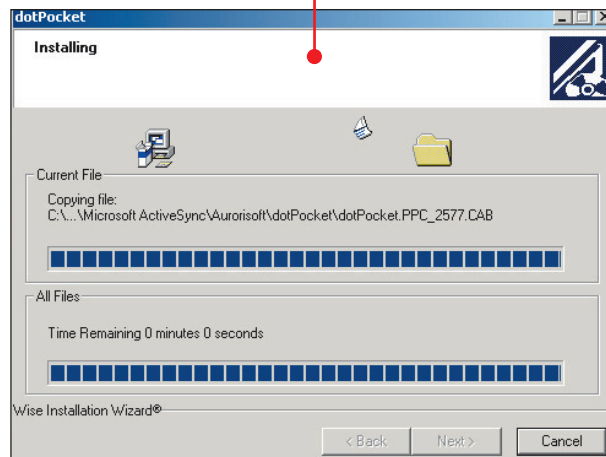 dotPocket
Installing
Current File
Copying file:
C:\...\Microsoft ActiveSync\Aurorisoft\dotPocket\dotPocket.PPC_2577.CAB
All Files
Time Remaining 0 minutes 0 seconds
Wise Installation Wizard®
< Back Next > Cancel